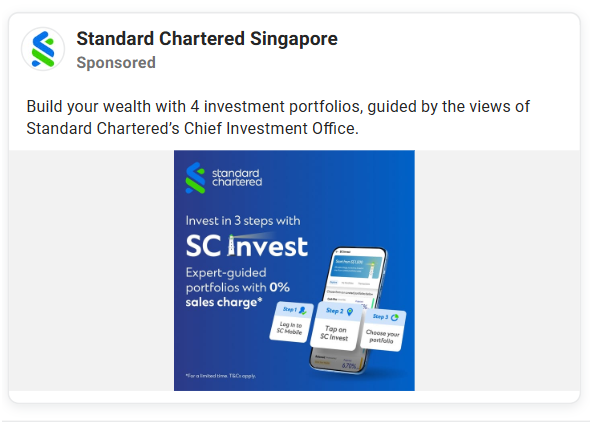 Standard Chartered Singapore
Sponsored
Build your wealth with 4 investment portfolios, guided by the views of
Standard Chartered’s Chief Investment Office.
standard
chartered
Invest in 3 steps with
SC Invest
Expert-guided
portfolios with 0%
sales charge*
Step 1
Log in to
SC Mobile
Step 2
Tap on
SC Invest
Step 3
Choose your
portfolio
*For a limited time. T&Cs apply.